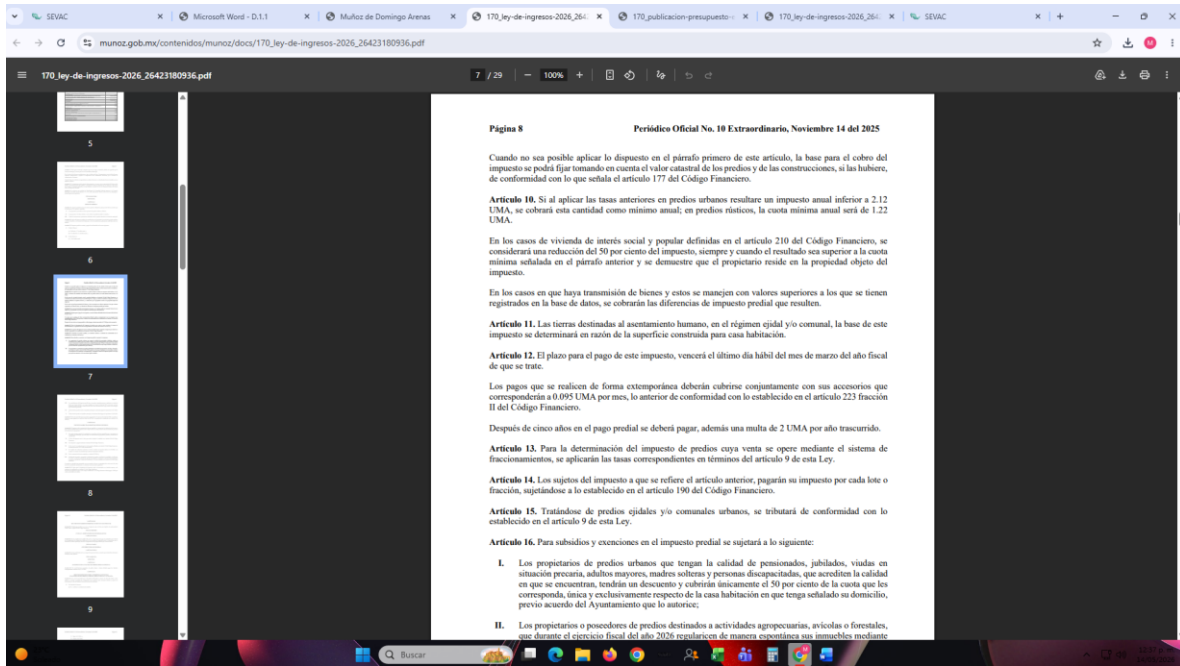 SEVAC
Microsoft Word - D.1.1
Muñoz de Domingo Arenas
170_ley-de-ingresos-2026_264
170_publicacion-presupuesto-
170_ley-de-ingresos-2026_264
SEVAC
munoz.gob.mx/contenidos/munoz/docs/170_ley-de-ingresos-2026_26423180936.pdf
170_ley-de-ingresos-2026_26423180936.pdf
7 / 29
100%
5
6
7
8
9
Página 8
Periódico Oficial No. 10 Extraordinario, Noviembre 14 del 2025
Cuando no sea posible aplicar lo dispuesto en el párrafo primero de este artículo, la base para el cobro del
impuesto se podrá fijar tomando en cuenta el valor catastral de los predios y de las construcciones, si las hubiere,
de conformidad con lo que señala el artículo 177 del Código Financiero.
Artículo 10. Si al aplicar las tasas anteriores en predios urbanos resultare un impuesto anual inferior a 2.12
UMA, se cobrará esta cantidad como mínimo anual; en predios rústicos, la cuota mínima anual será de 1.22
UMA.
En los casos de vivienda de interés social y popular definidas en el artículo 210 del Código Financiero, se
considerará una reducción del 50 por ciento del impuesto, siempre y cuando el resultado sea superior a la cuota
mínima señalada en el párrafo anterior y se demuestre que el propietario reside en la propiedad objeto del
impuesto.
En los casos en que haya transmisión de bienes y estos se manejen con valores superiores a los que se tienen
registrados en la base de datos, se cobrarán las diferencias de impuesto predial que resulten.
Artículo 11. Las tierras destinadas al asentamiento humano, en el régimen ejidal y/o comunal, la base de este
impuesto se determinará en razón de la superficie construida para casa habitación.
Artículo 12. El plazo para el pago de este impuesto, vencerá el último día hábil del mes de marzo del año fiscal
de que se trate.
Los pagos que se realicen de forma extemporánea deberán cubrirse conjuntamente con sus accesorios que
corresponderán a 0.095 UMA por mes, lo anterior de conformidad con lo establecido en el artículo 223 fracción
II del Código Financiero.
Después de cinco años en el pago predial se deberá pagar, además una multa de 2 UMA por año trascurrido.
Artículo 13. Para la determinación del impuesto de predios cuya venta se opere mediante el sistema de
fraccionamientos, se aplicarán las tasas correspondientes en términos del artículo 9 de esta Ley.
Artículo 14. Los sujetos del impuesto a que se refiere el artículo anterior, pagarán su impuesto por cada lote o
fracción, sujetándose a lo establecido en el artículo 190 del Código Financiero.
Artículo 15. Tratándose de predios ejidales y/o comunales urbanos, se tributará de conformidad con lo
establecido en el artículo 9 de esta Ley.
Artículo 16. Para subsidios y exenciones en el impuesto predial se sujetará a lo siguiente:
I. Los propietarios de predios urbanos que tengan la calidad de pensionados, jubilados, viudas en
situación precaria, adultos mayores, madres solteras y personas discapacitadas, que acrediten la calidad
en que se encuentran, tendrán un descuento y cubrirán únicamente el 50 por ciento de la cuota que les
corresponda, única y exclusivamente respecto de la casa habitación en que tenga señalado su domicilio,
previo acuerdo del Ayuntamiento que lo autorice;
II. Los propietarios o poseedores de predios destinados a actividades agropecuarias, avícolas o forestales,
que durante el ejercicio fiscal del año 2026 regularicen de manera espontánea sus inmuebles mediante
Buscar